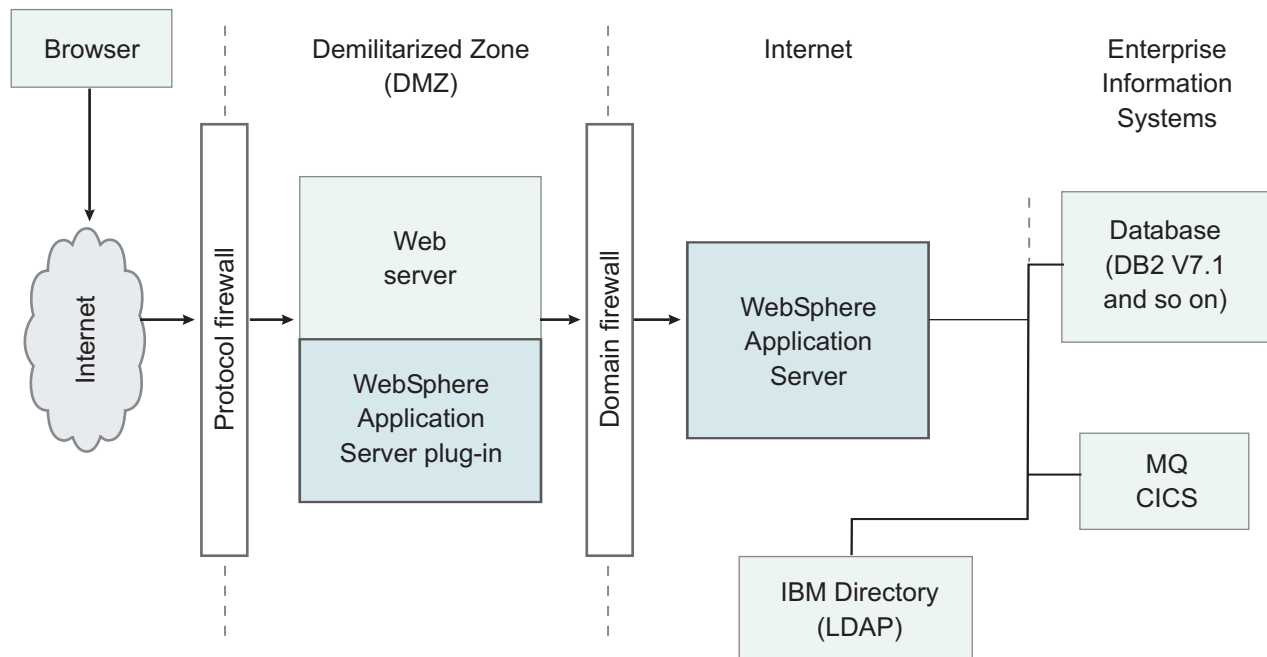 Browser
Demilitarized Zone
(DMZ)
Internet
Enterprise
Information
Systems
Internet
Protocol firewall
Web
server
WebSphere
Application
Server plug-in
Domain firewall
WebSphere
Application
Server
Database
(DB2 V7.1
and so on)
MQ
CICS
IBM Directory
(LDAP)